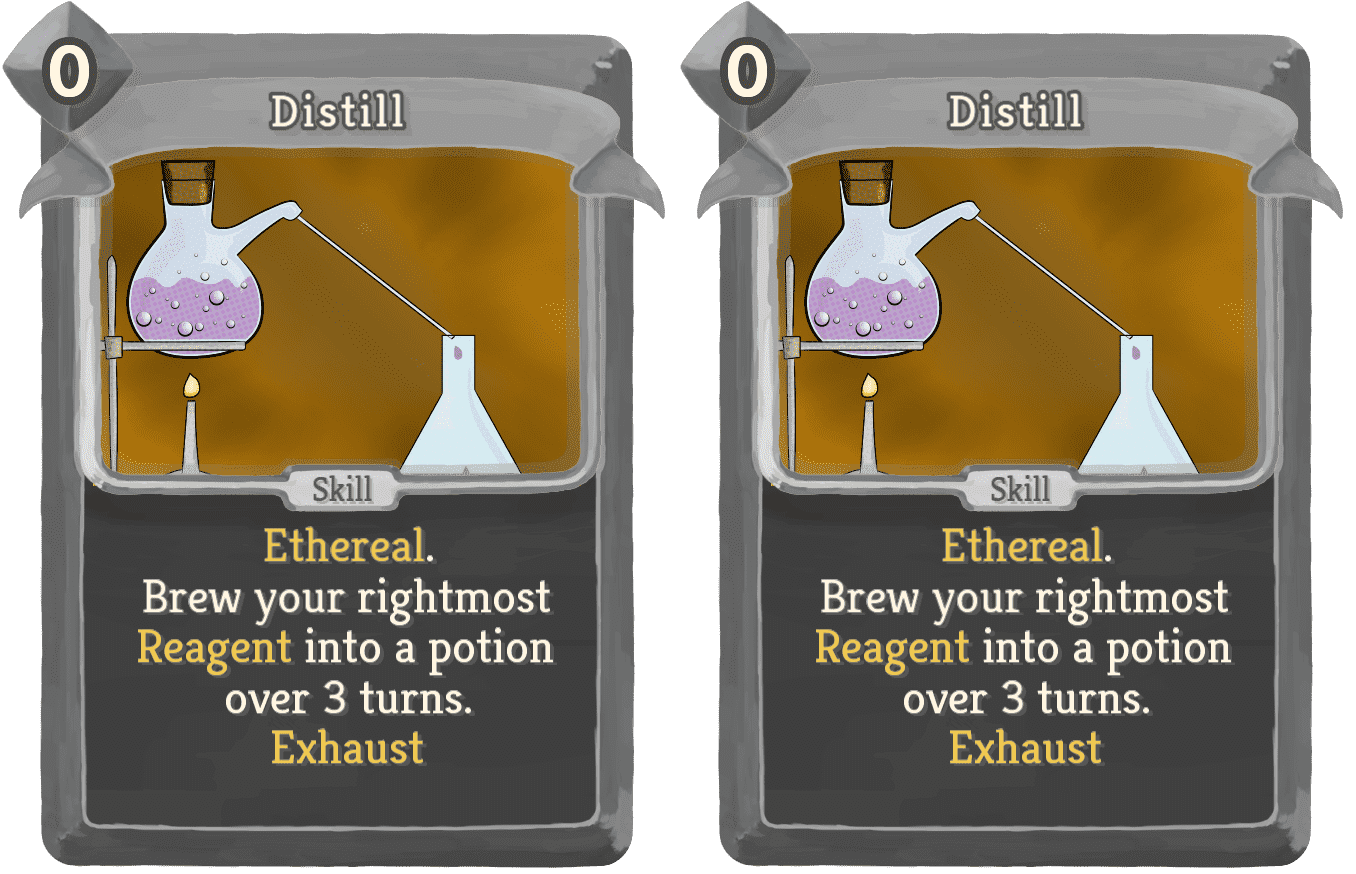 0
Distill
Skill
Ethereal.
Brew your rightmost
Reagent into a potion
over 3 turns.
Exhaust
0
Distill
Skill
Ethereal.
Brew your rightmost
Reagent into a potion
over 3 turns.
Exhaust